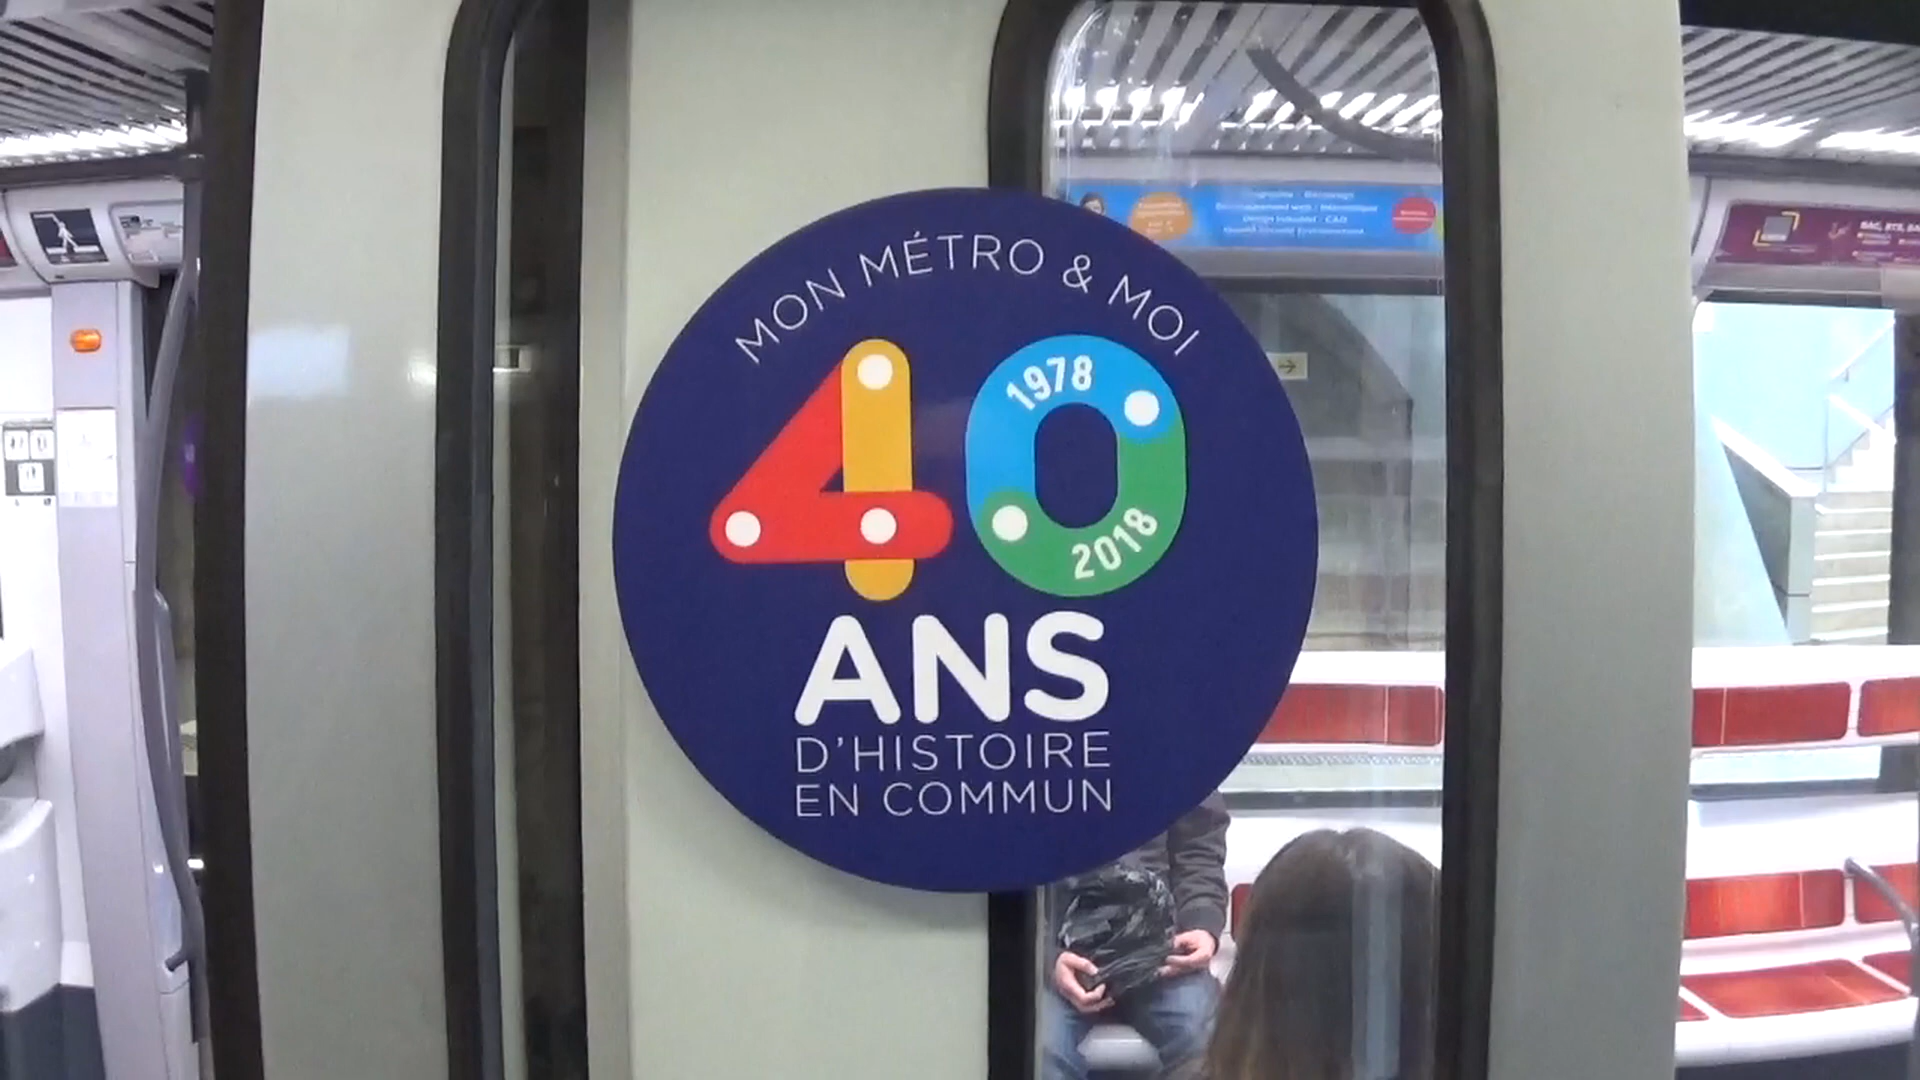 MON MÉTRO & MOI
40
1978
2018
ANS
D'HISTOIRE
EN COMMUN